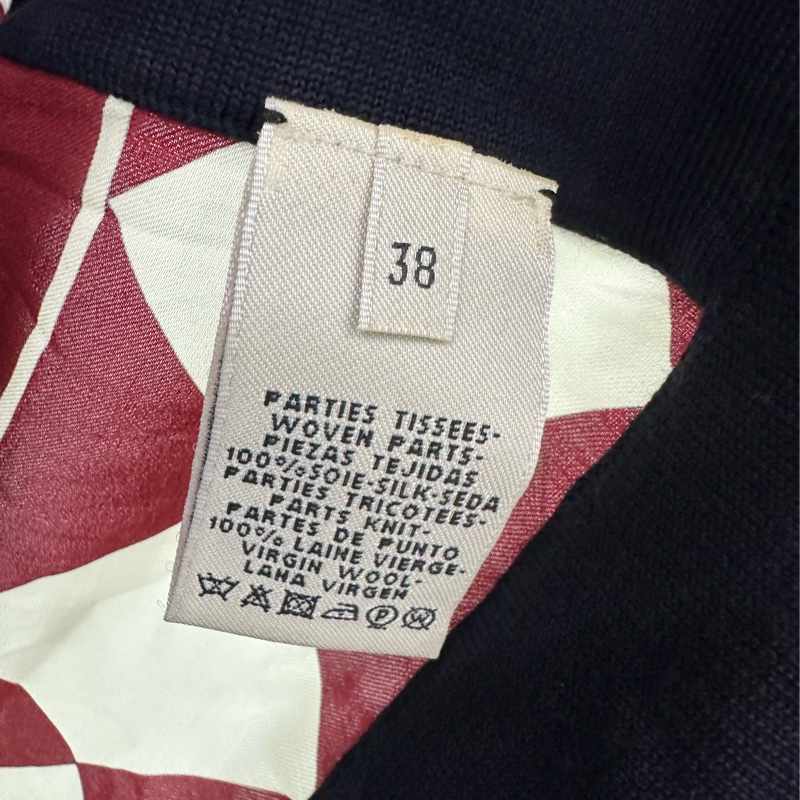 38
PARTIES TISSEES-
WOVEN PARTS-
PIEZAS TEJIDAS
100%SOIE-SILK-SEDA
PARTIES TRICOTEES-
PARTS KNIT-
PARTES DE PUNTO
100% LAINE VIERGE-
VIRGIN WOOL-
LANA VIRGEN
P W